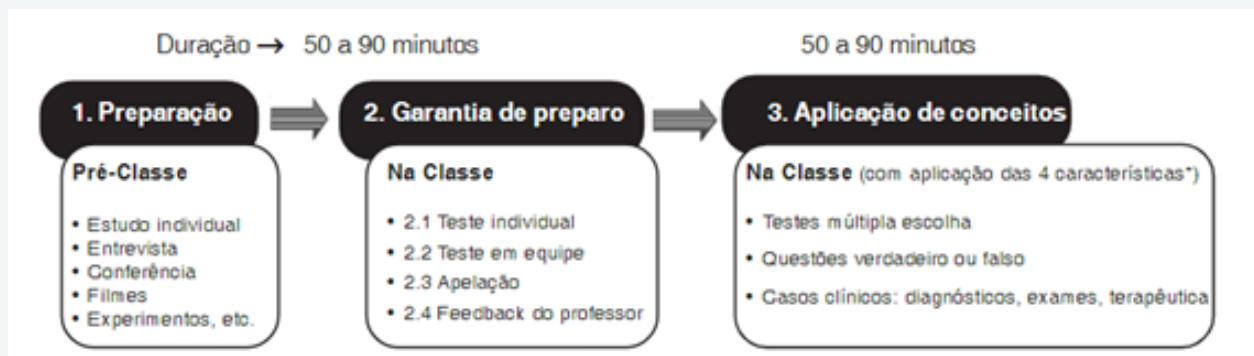 Duração → 50 a 90 minutos
50 a 90 minutos
1. Preparação
Pré-Classe
• Estudo individual
• Entrevista
• Conferência
• Filmes
• Experimentos, etc.
2. Garantia de preparo
Na Classe
• 2.1 Teste individual
• 2.2 Teste em equipe
• 2.3 Apelação
• 2.4 Feedback do professor
3. Aplicação de conceitos
Na Classe (com aplicação das 4 características*)
• Testes múltipla escolha
• Questões verdadeiro ou falso
• Casos clínicos: diagnósticos, exames, terapêutica